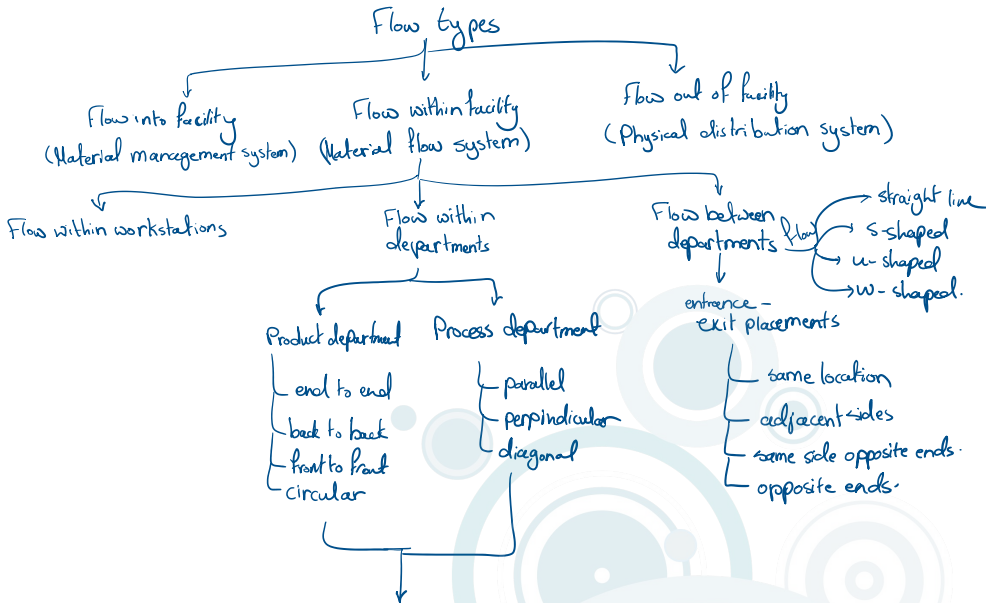 Flow types
Flow into facility
(Material management system)
Flow within facility
(Material flow system)
Flow out of facility
(Physical distribution system)
Flow within workstations
Flow within
departments
Flow between
departments
flow
straight line
s-shaped
u-shaped
w-shaped.
Product department
end to end
back to back
front to front
circular
Process department
parallel
perpindicular
diagonal
entrance -
exit placements
same location
adjacent sides
same side opposite ends.
opposite ends.